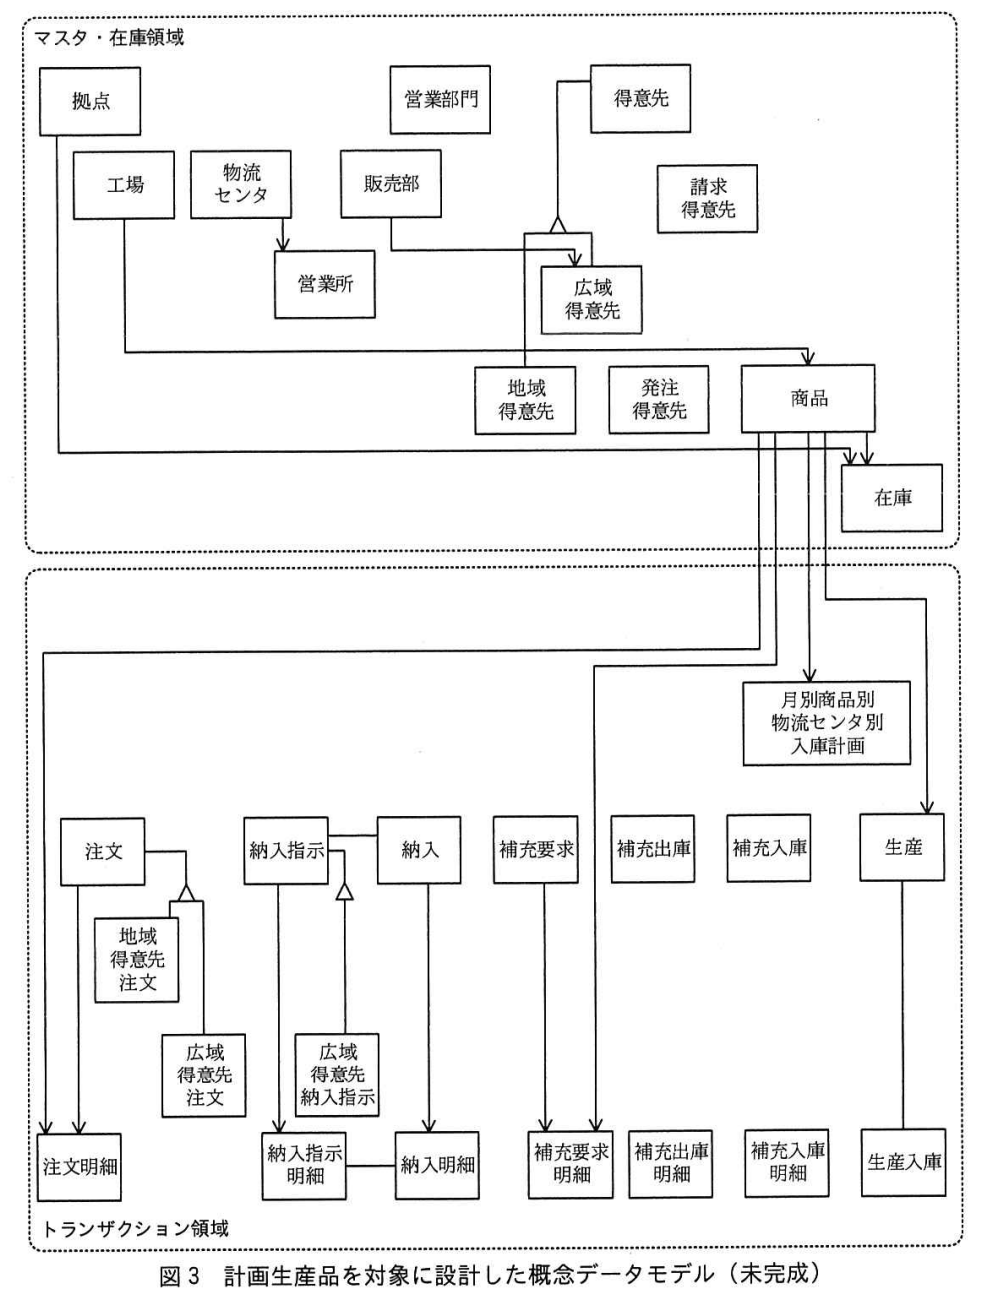 マスタ・在庫領域
拠点
営業部門
得意先
工場
物流
センタ
販売部
請求
得意先
営業所
広域
得意先
地域
得意先
発注
得意先
商品
在庫
月別商品別
物流センタ別
入庫計画
注文
納入指示
納入
補充要求
補充出庫
補充入庫
生産
地域
得意先
注文
広域
得意先
注文
広域
得意先
納入指示
注文明細
納入指示
明細
納入明細
補充要求
明細
補充出庫
明細
補充入庫
明細
生産入庫
トランザクション領域
図3 計画生産品を対象に設計した概念データモデル（未完成）